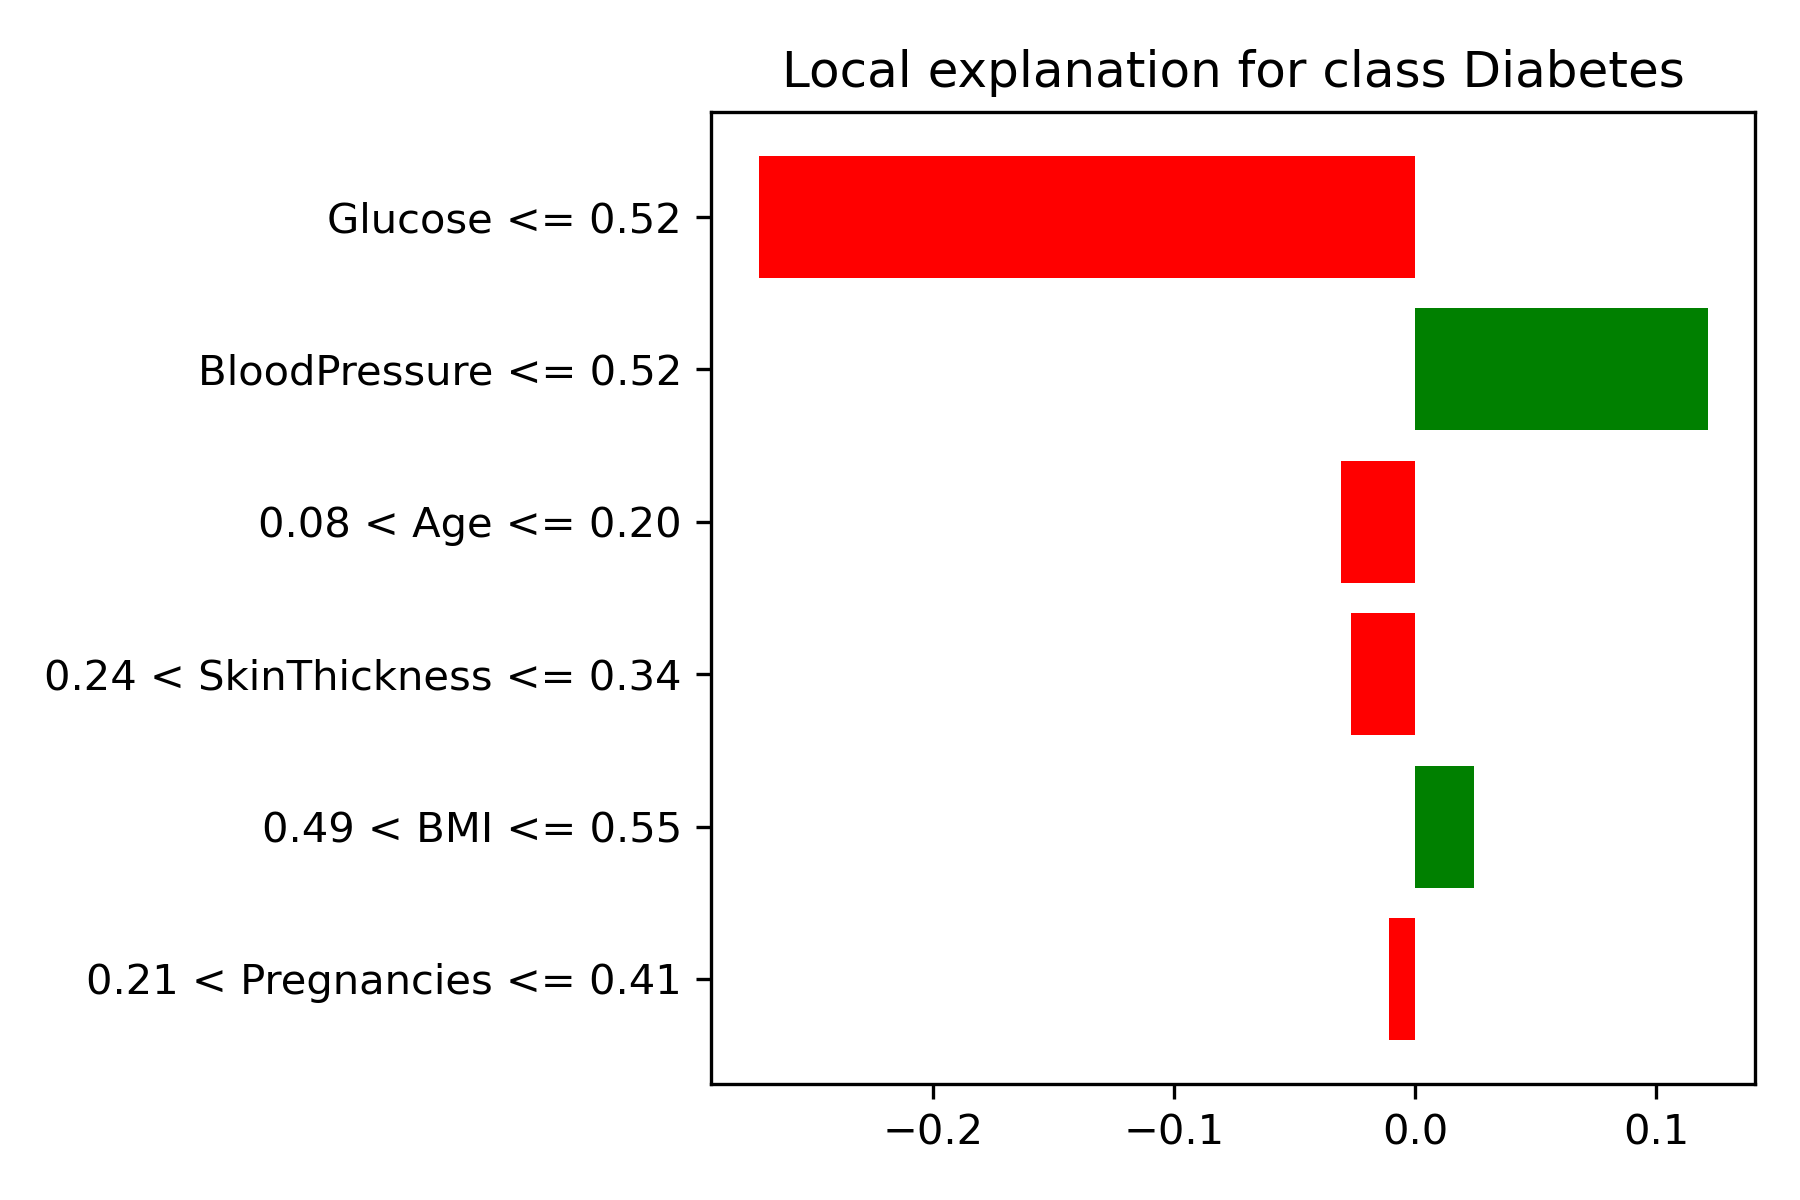 Local explanation for class Diabetes
Glucose <= 0.52
BloodPressure <= 0.52
0.08 < Age <= 0.20
0.24 < SkinThickness <= 0.34
0.49 < BMI <= 0.55
0.21 < Pregnancies <= 0.41
−0.2 −0.1 0.0 0.1